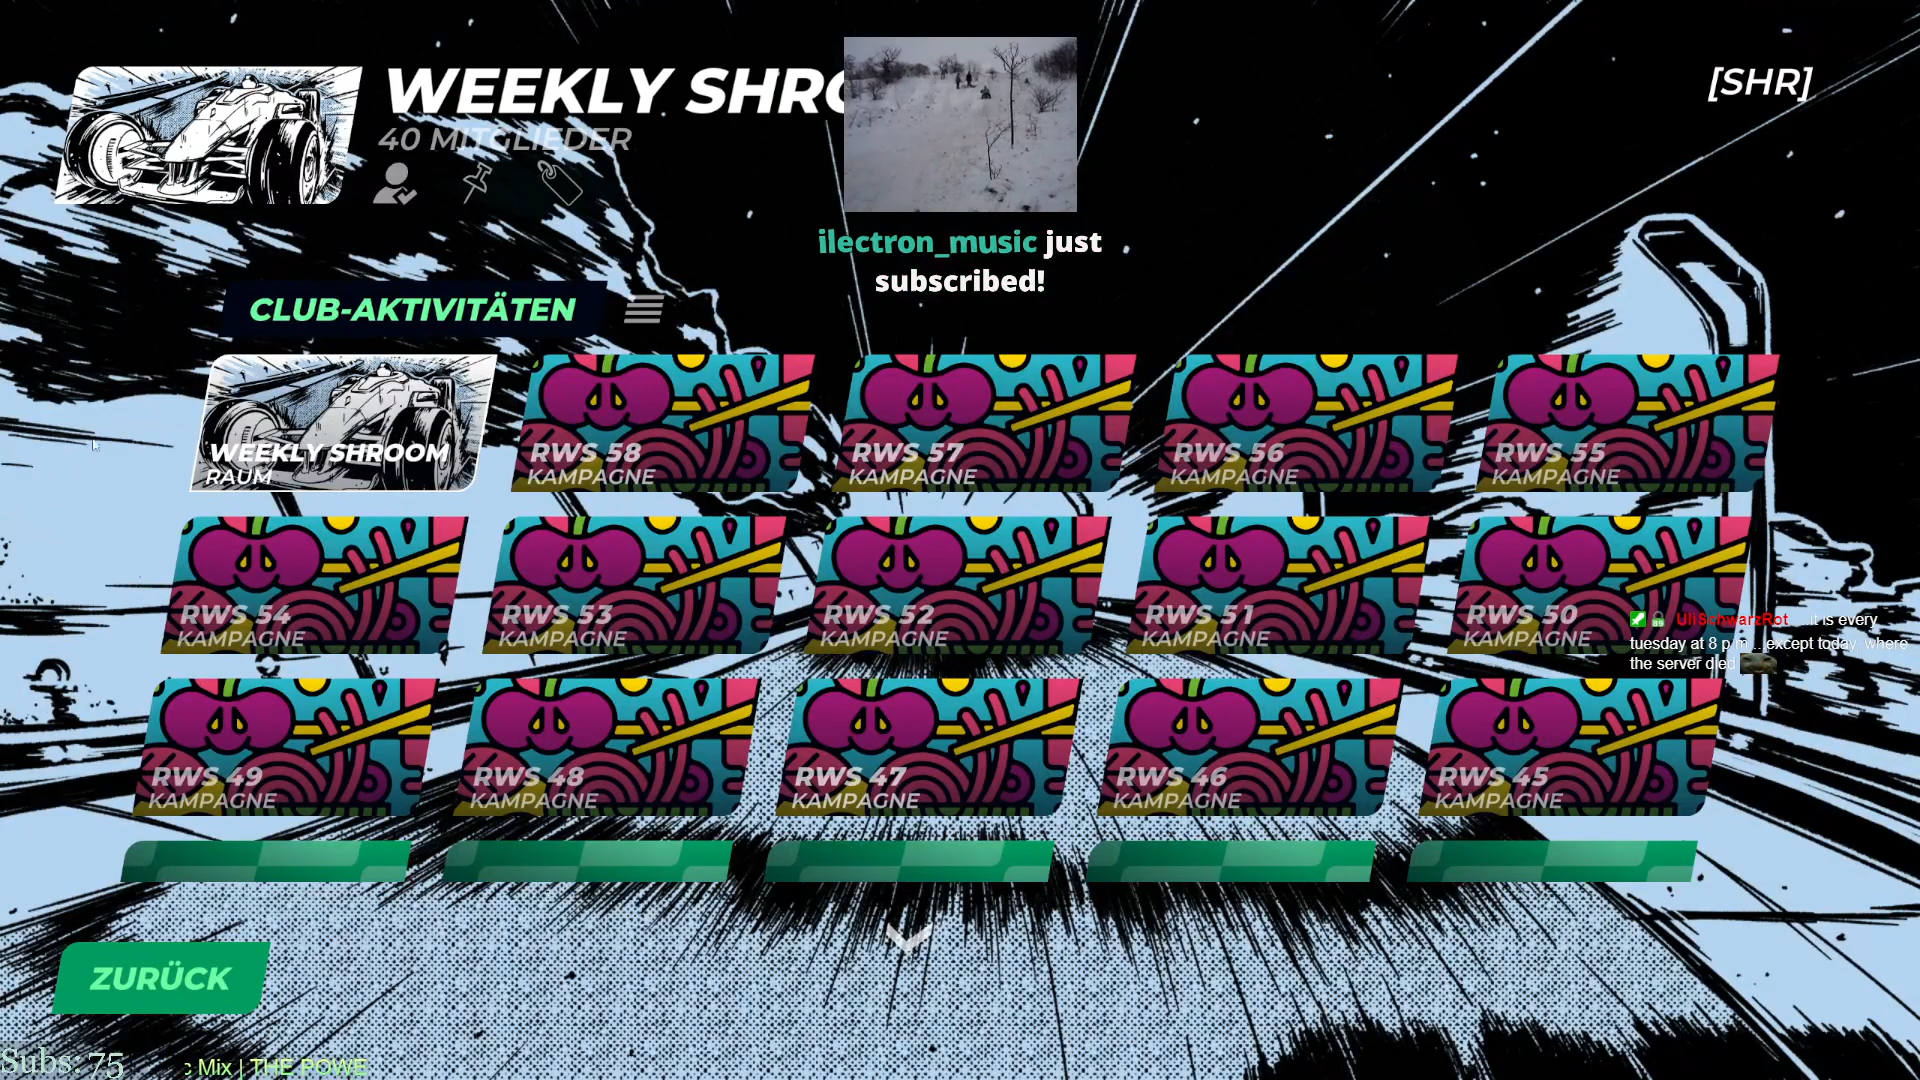 WEEKLY SHRO
[SHR]
40 MITGLIEDER
ilectron_music just
subscribed!
CLUB-AKTIVITÄTEN
WEEKLY SHROOM
RAUM
RWS 58
KAMPAGNE
RWS 57
KAMPAGNE
RWS 56
KAMPAGNE
RWS 55
KAMPAGNE
RWS 54
KAMPAGNE
RWS 53
KAMPAGNE
RWS 52
KAMPAGNE
RWS 51
KAMPAGNE
RWS 50
KAMPAGNE
UliSchwarzRot ...it is every
tuesday at 8 p.m... except today, where
the server died
RWS 49
KAMPAGNE
RWS 48
KAMPAGNE
RWS 47
KAMPAGNE
RWS 46
KAMPAGNE
RWS 45
KAMPAGNE
ZURÜCK
Subs: 75
Mix | THE POWE